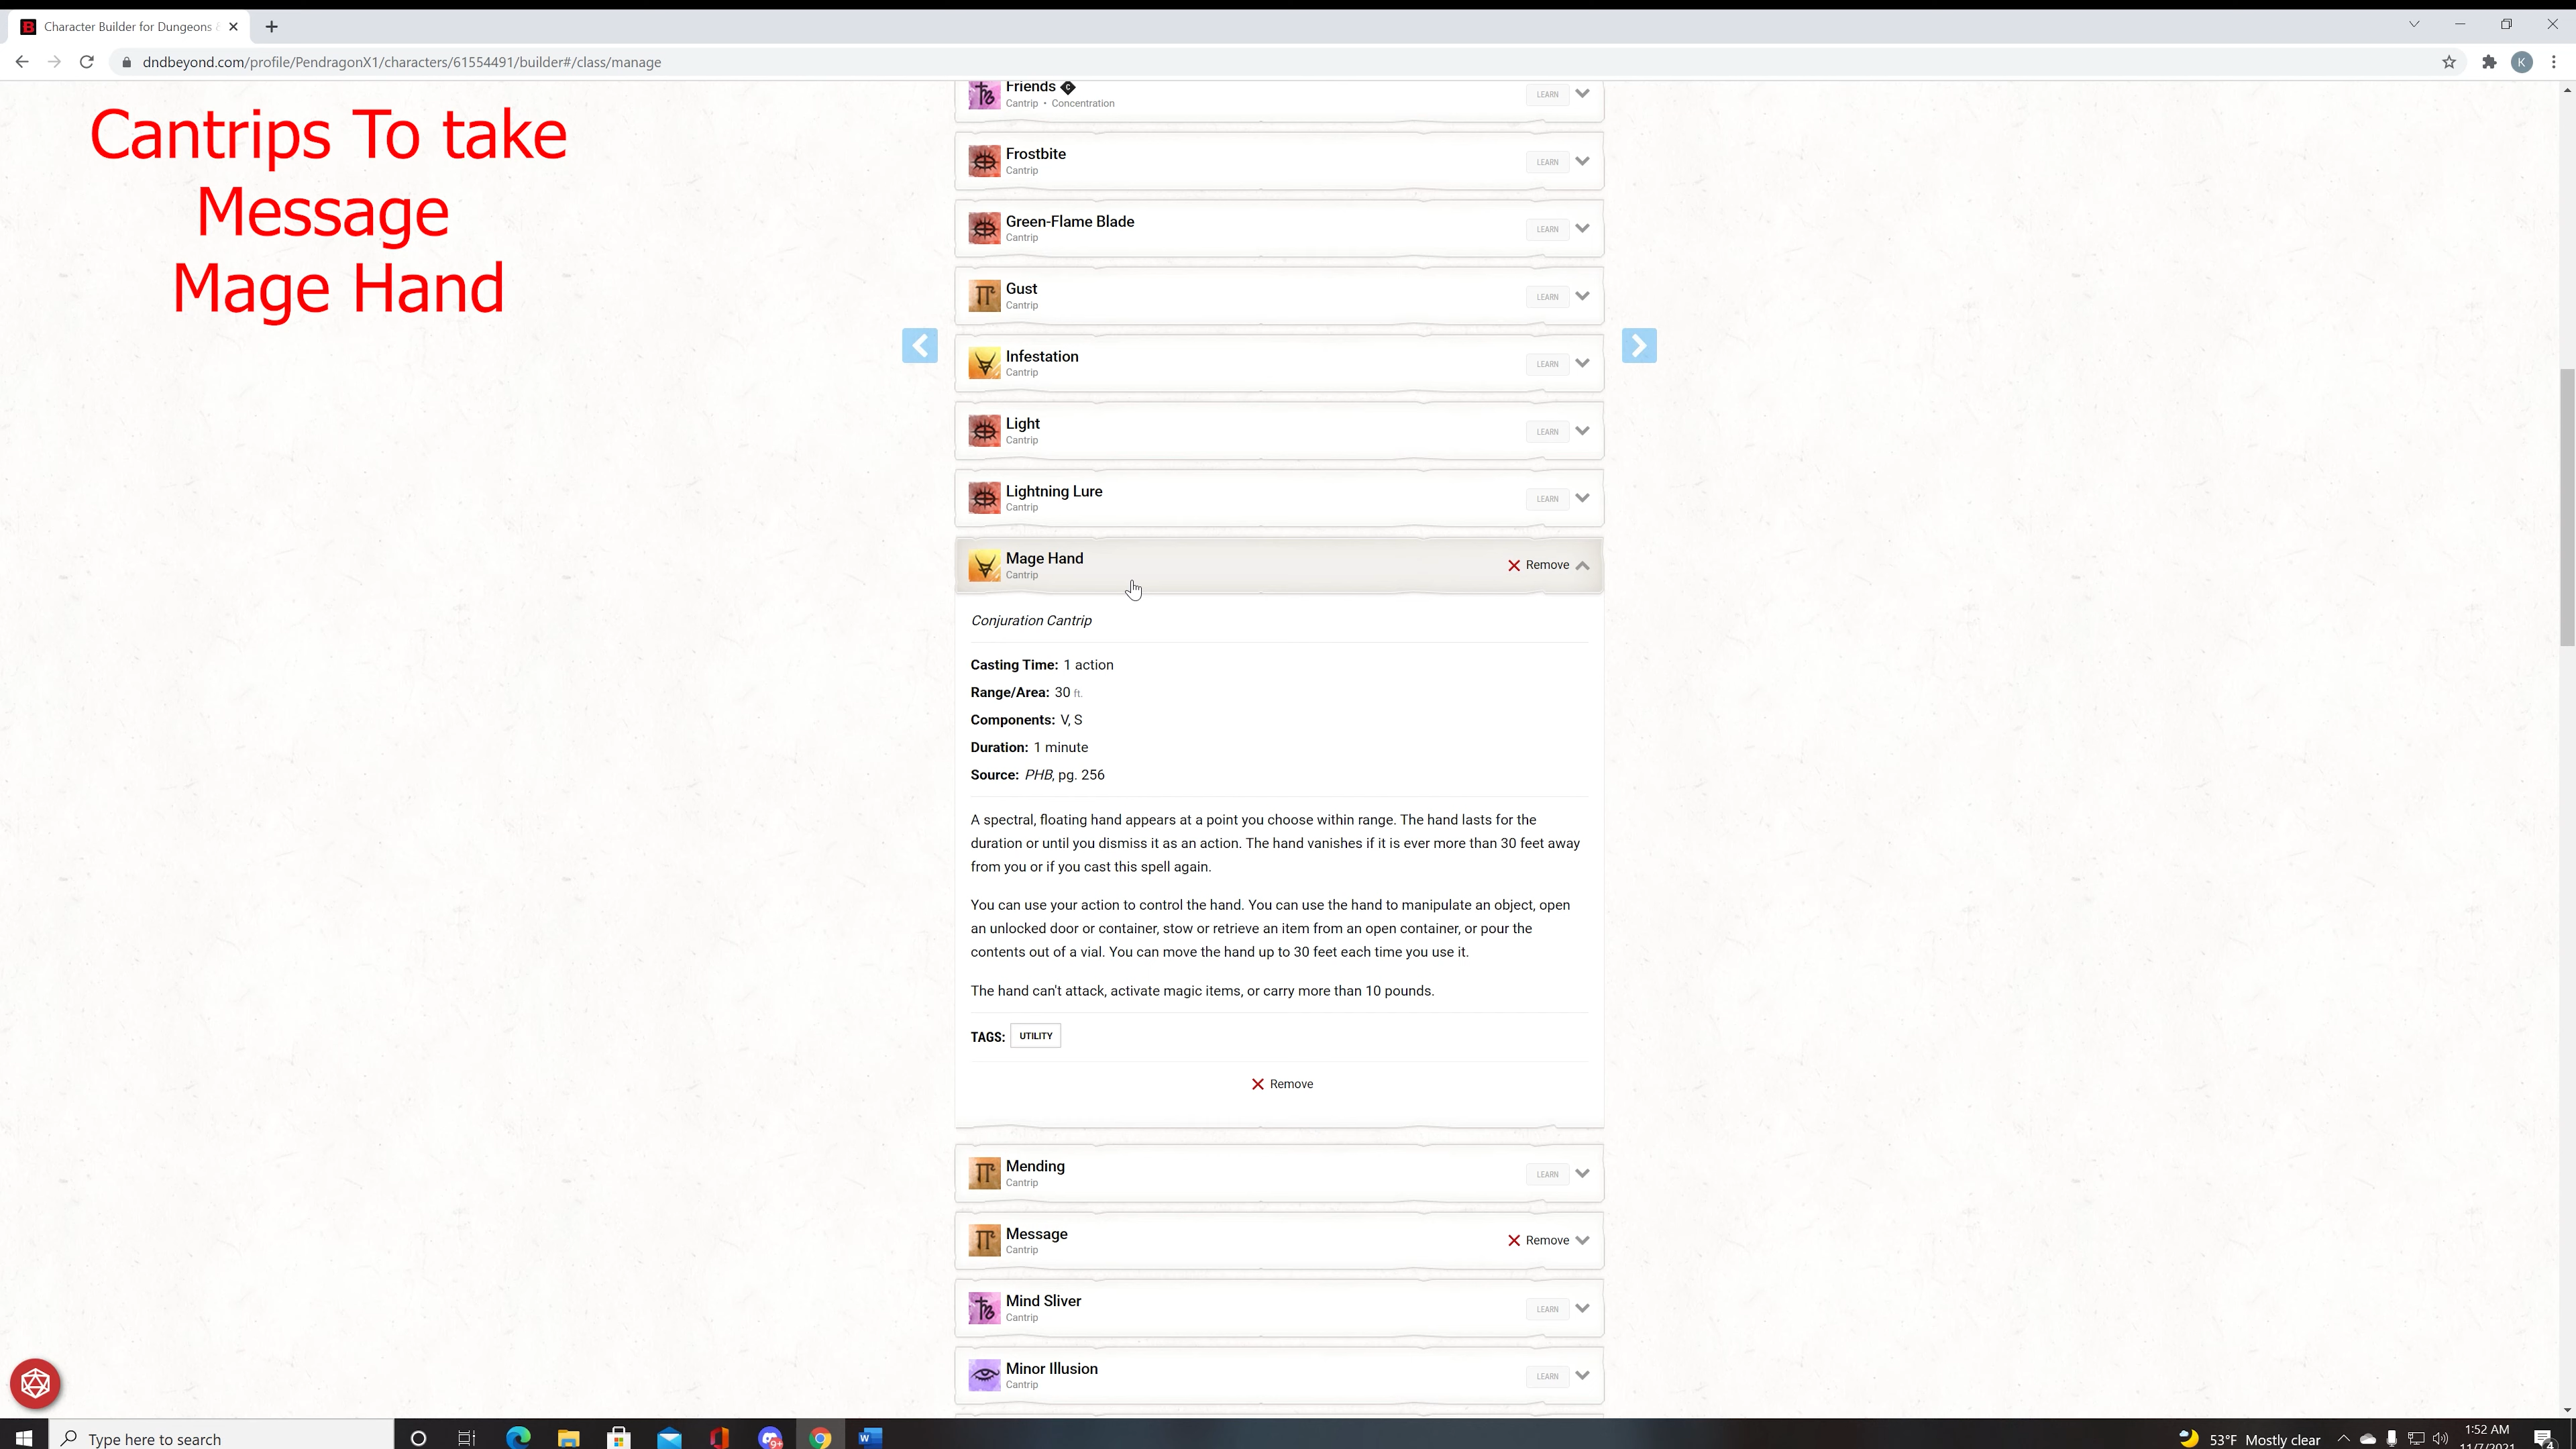 Character Builder for Dungeons
dndbeyond.com/profile/PendragonX1/characters/61554491/builder#/class/manage
K
Cantrips To take
Message
Mage Hand
Friends
Cantrip • Concentration
LEARN
Frostbite
Cantrip
LEARN
Green-Flame Blade
Cantrip
LEARN
Gust
Cantrip
LEARN
Infestation
Cantrip
LEARN
Light
Cantrip
LEARN
Lightning Lure
Cantrip
LEARN
Mage Hand
Cantrip
Remove
Conjuration Cantrip
Casting Time: 1 action
Range/Area: 30 ft.
Components: V, S
Duration: 1 minute
Source: PHB, pg. 256
A spectral, floating hand appears at a point you choose within range. The hand lasts for the
duration or until you dismiss it as an action. The hand vanishes if it is ever more than 30 feet away
from you or if you cast this spell again.
You can use your action to control the hand. You can use the hand to manipulate an object, open
an unlocked door or container, stow or retrieve an item from an open container, or pour the
contents out of a vial. You can move the hand up to 30 feet each time you use it.
The hand can't attack, activate magic items, or carry more than 10 pounds.
TAGS: UTILITY
Remove
Mending
Cantrip
LEARN
Message
Cantrip
Remove
Mind Sliver
Cantrip
LEARN
Minor Illusion
Cantrip
LEARN
Type here to search
9+
W
53°F Mostly clear
1:52 AM
11/7/2021
4